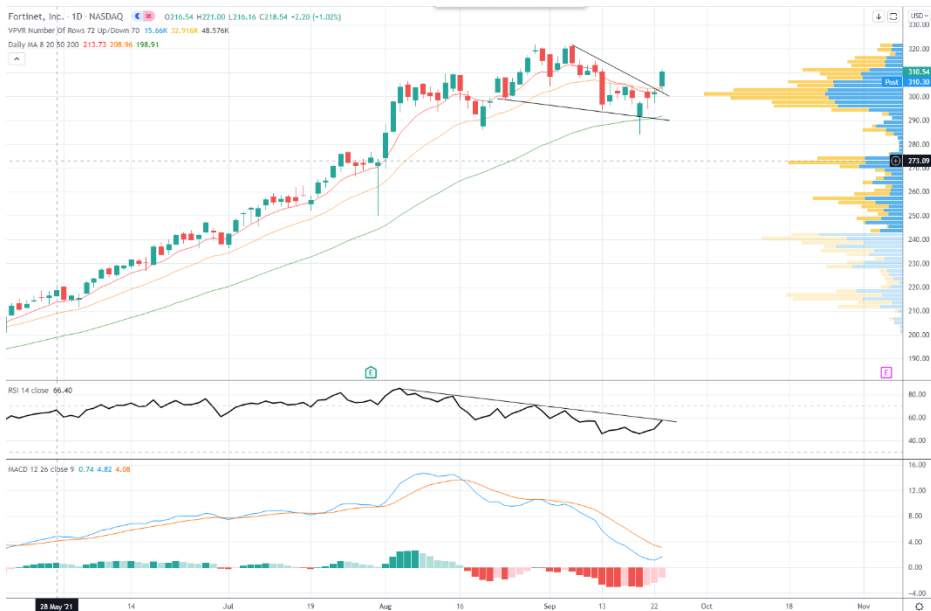 Fortinet, Inc. · 1D · NASDAQ O216.54 H221.00 L216.16 C218.54 +2.20 (+1.02%)
VPVR Number Of Rows 72 Up/Down 70 15.66K 32.916K 48.576K
Daily MA 8 20 50 200 213.73 208.96 198.91
USD
330.00
320.00
310.54
Post 310.30
300.00
290.00
280.00
273.09
270.00
260.00
250.00
240.00
230.00
220.00
210.00
200.00
190.00
E
E
RSI 14 close 66.40
80.00
60.00
40.00
MACD 12 26 close 9 0.74 4.82 4.08
16.00
12.00
8.00
4.00
0.00
−4.00
28 May '21
14
Jul
19
Aug
16
Sep
13
22
Oct
Nov